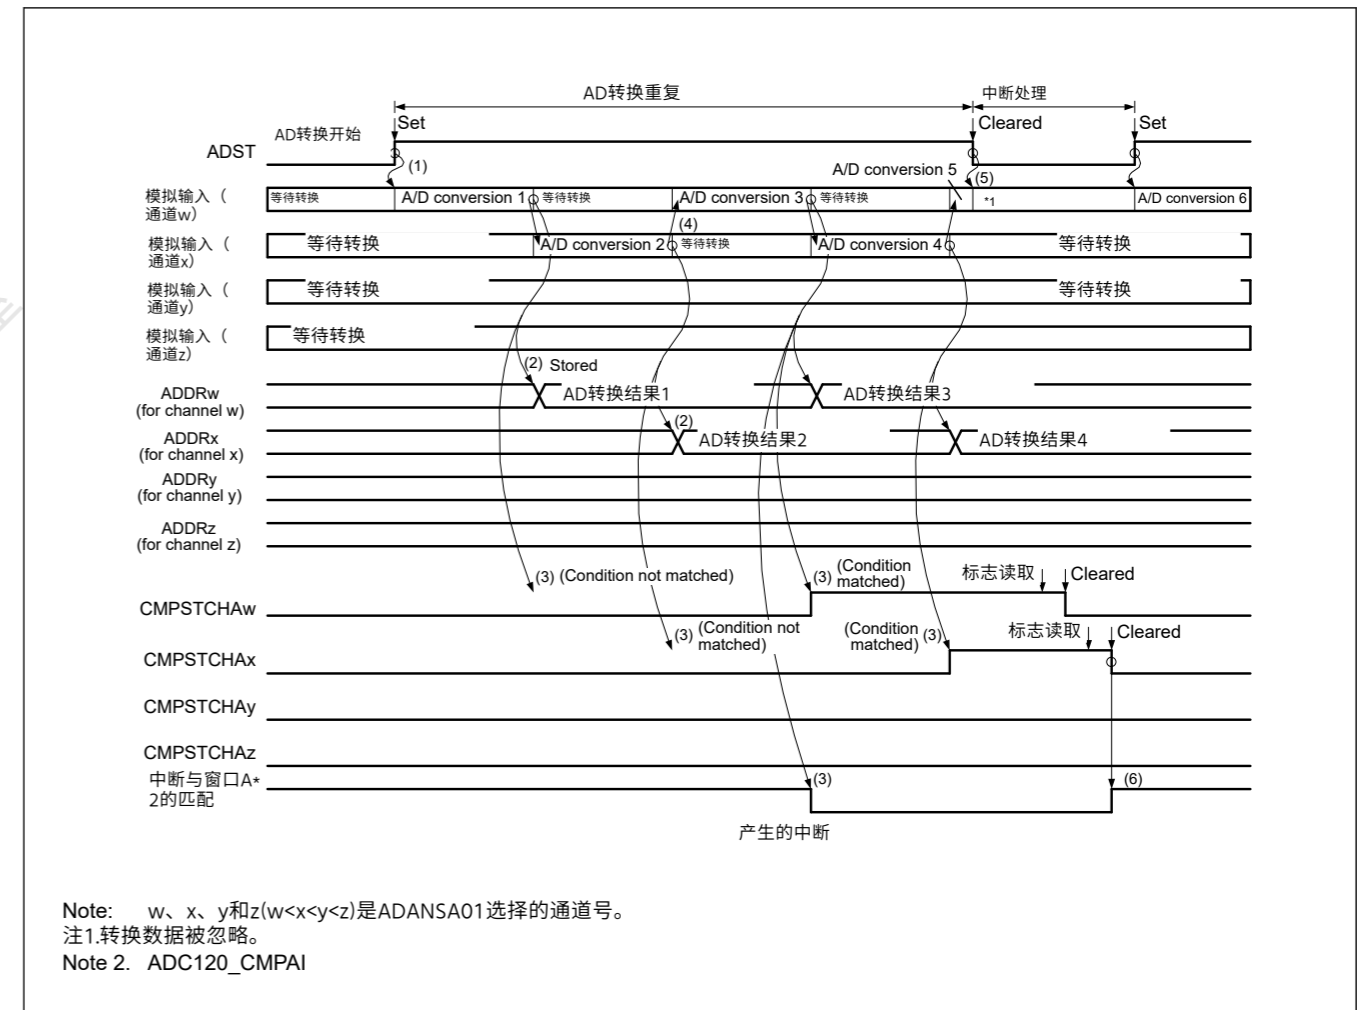 AD转换重复
中断处理
Set
Cleared
Set
AD转换开始
ADST
(1)
A/D conversion 5
(5)
模拟输入（
通道w）
等待转换
A/D conversion 1
等待转换
A/D conversion 3
等待转换
*1
A/D conversion 6
(4)
模拟输入（
通道x）
等待转换
A/D conversion 2
等待转换
A/D conversion 4
等待转换
模拟输入（
通道y）
等待转换
等待转换
模拟输入（
通道z）
等待转换
(2) Stored
ADDRw
(for channel w)
AD转换结果1
AD转换结果3
(2)
ADDRx
(for channel x)
AD转换结果2
AD转换结果4
ADDRy
(for channel y)
ADDRz
(for channel z)
(3) (Condition not matched)
(3) (Condition
matched)
标志读取
Cleared
CMPSTCHAw
(3) (Condition not
matched)
(Condition
matched) (3)
标志读取
Cleared
CMPSTCHAx
CMPSTCHAy
CMPSTCHAz
中断与窗口A*
2的匹配
(3)
(6)
产生的中断
Note: w、x、y和z(w<x<y<z)是ADANSA01选择的通道号。
注1.转换数据被忽略。
Note 2. ADC120_CMPAI